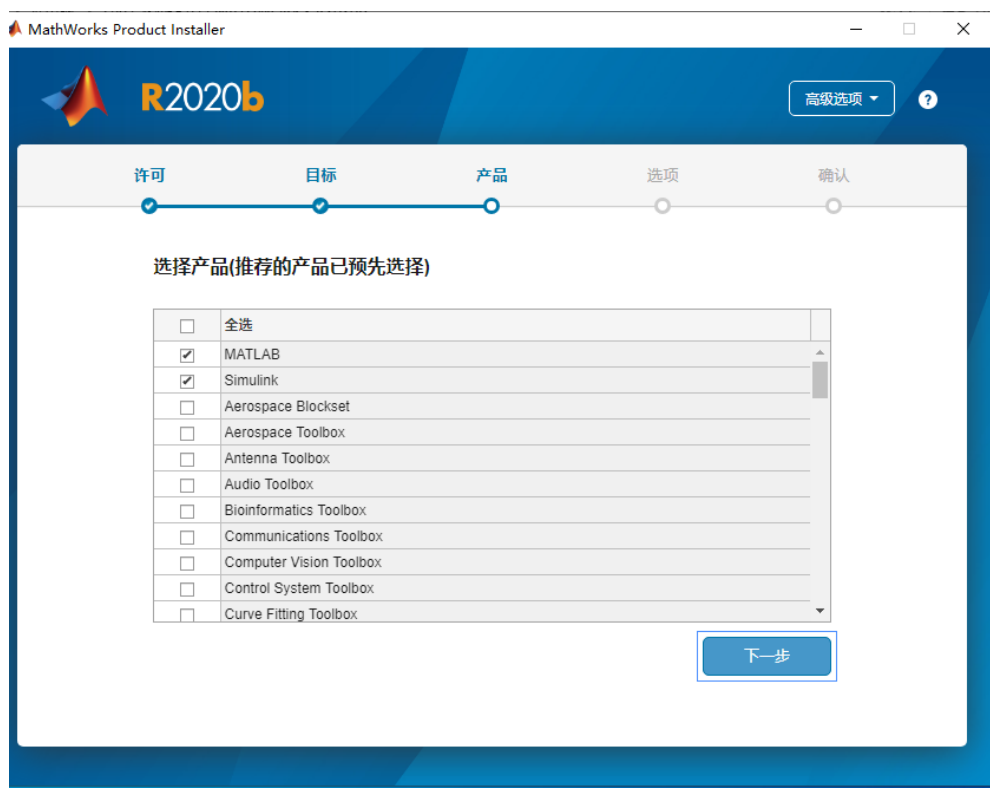 MathWorks Product Installer
R2020b
高级选项
?
许可 目标 产品 选项 确认
选择产品(推荐的产品已预先选择)
全选
MATLAB
Simulink
Aerospace Blockset
Aerospace Toolbox
Antenna Toolbox
Audio Toolbox
Bioinformatics Toolbox
Communications Toolbox
Computer Vision Toolbox
Control System Toolbox
Curve Fitting Toolbox
下一步